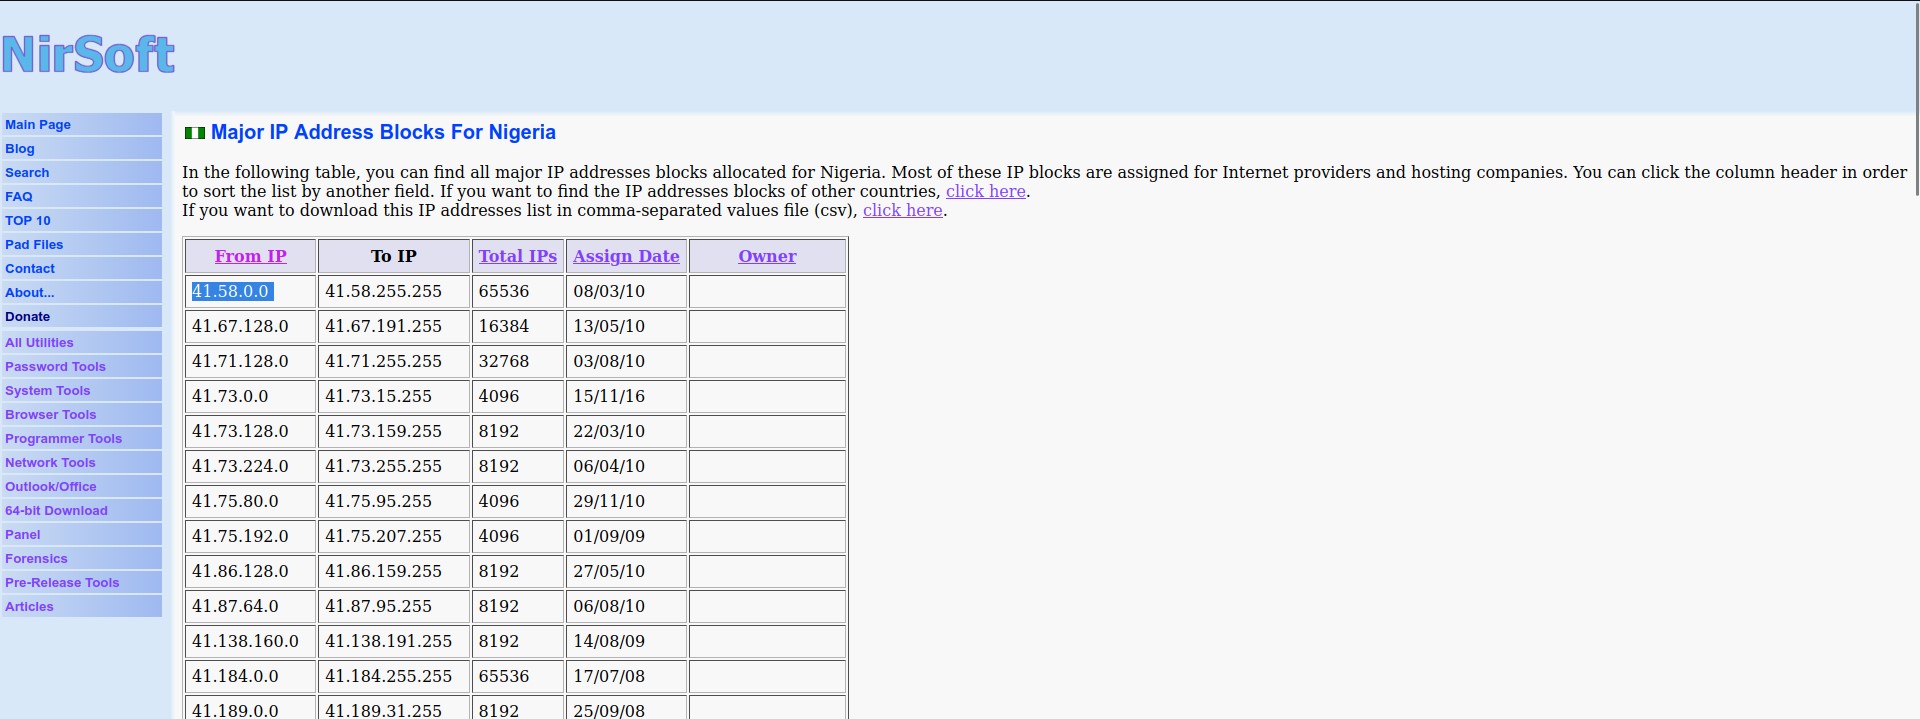 NirSoft
Main Page
Blog
Search
FAQ
TOP 10
Pad Files
Contact
About...
Donate
All Utilities
Password Tools
System Tools
Browser Tools
Programmer Tools
Network Tools
Outlook/Office
64-bit Download
Panel
Forensics
Pre-Release Tools
Articles
Major IP Address Blocks For Nigeria
In the following table, you can find all major IP addresses blocks allocated for Nigeria. Most of these IP blocks are assigned for Internet providers and hosting companies. You can click the column header in order
to sort the list by another field. If you want to find the IP addresses blocks of other countries, click here.
If you want to download this IP addresses list in comma-separated values file (csv), click here.
From IP To IP Total IPs Assign Date Owner
41.58.0.0 41.58.255.255 65536 08/03/10
41.67.128.0 41.67.191.255 16384 13/05/10
41.71.128.0 41.71.255.255 32768 03/08/10
41.73.0.0 41.73.15.255 4096 15/11/16
41.73.128.0 41.73.159.255 8192 22/03/10
41.73.224.0 41.73.255.255 8192 06/04/10
41.75.80.0 41.75.95.255 4096 29/11/10
41.75.192.0 41.75.207.255 4096 01/09/09
41.86.128.0 41.86.159.255 8192 27/05/10
41.87.64.0 41.87.95.255 8192 06/08/10
41.138.160.0 41.138.191.255 8192 14/08/09
41.184.0.0 41.184.255.255 65536 17/07/08
41.189.0.0 41.189.31.255 8192 25/09/08